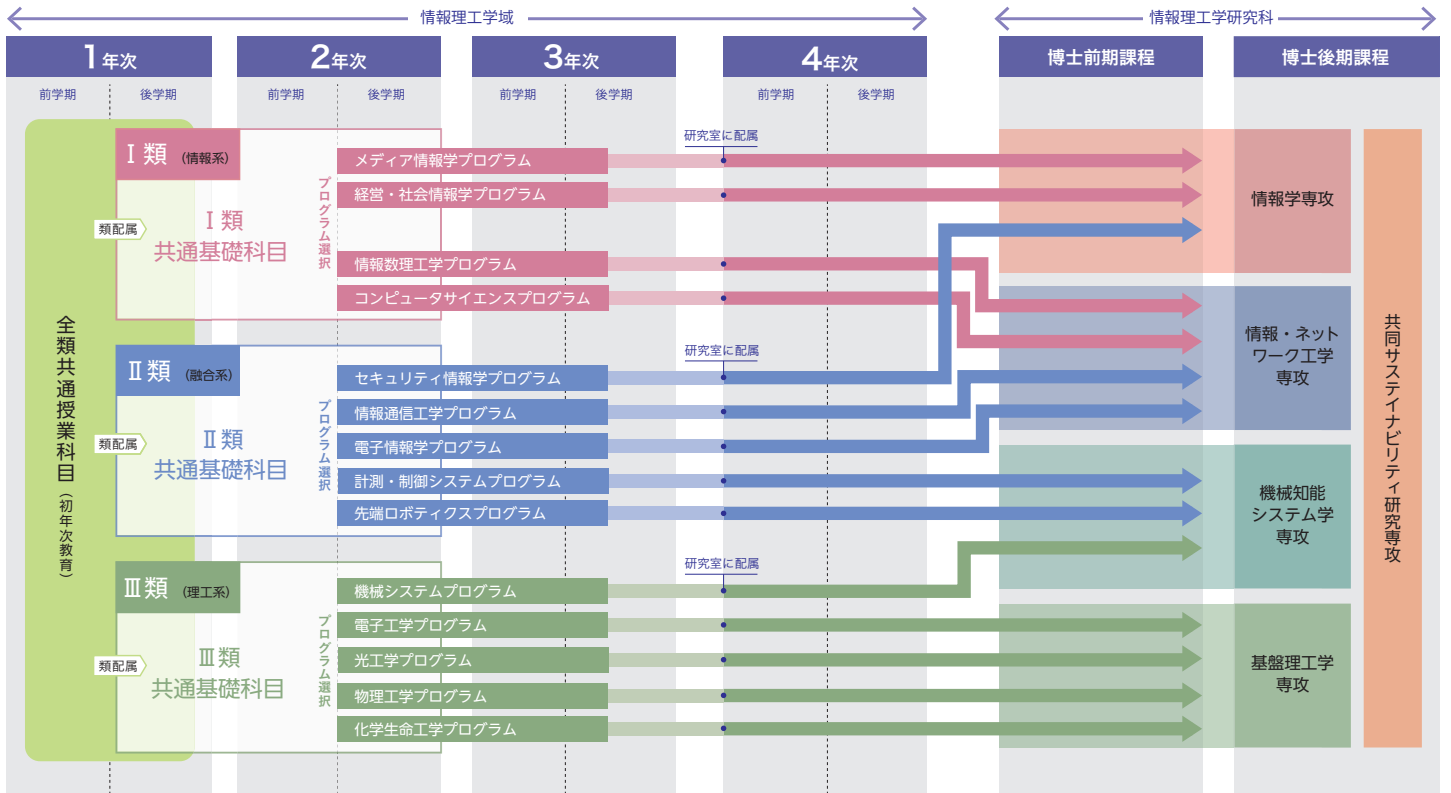 情報理工学域
情報理工学研究科
1年次
2年次
3年次
4年次
博士前期課程
博士後期課程
前学期
後学期
前学期
後学期
前学期
後学期
前学期
後学期
全類共通授業科目(初年次教育)
Ⅰ類(情報系)
類配属
Ⅰ類
共通基礎科目
プログラム選択
メディア情報学プログラム
経営・社会情報学プログラム
情報数理工学プログラム
コンピュータサイエンスプログラム
研究室に配属
Ⅱ類(融合系)
類配属
Ⅱ類
共通基礎科目
プログラム選択
セキュリティ情報学プログラム
情報通信工学プログラム
電子情報学プログラム
計測・制御システムプログラム
先端ロボティクスプログラム
研究室に配属
Ⅲ類(理工系)
類配属
Ⅲ類
共通基礎科目
プログラム選択
機械システムプログラム
電子工学プログラム
光工学プログラム
物理工学プログラム
化学生命工学プログラム
研究室に配属
情報学専攻
情報・ネット
ワーク工学
専攻
機械知能
システム学
専攻
基盤理工学
専攻
共同サステイナビリティ研究専攻